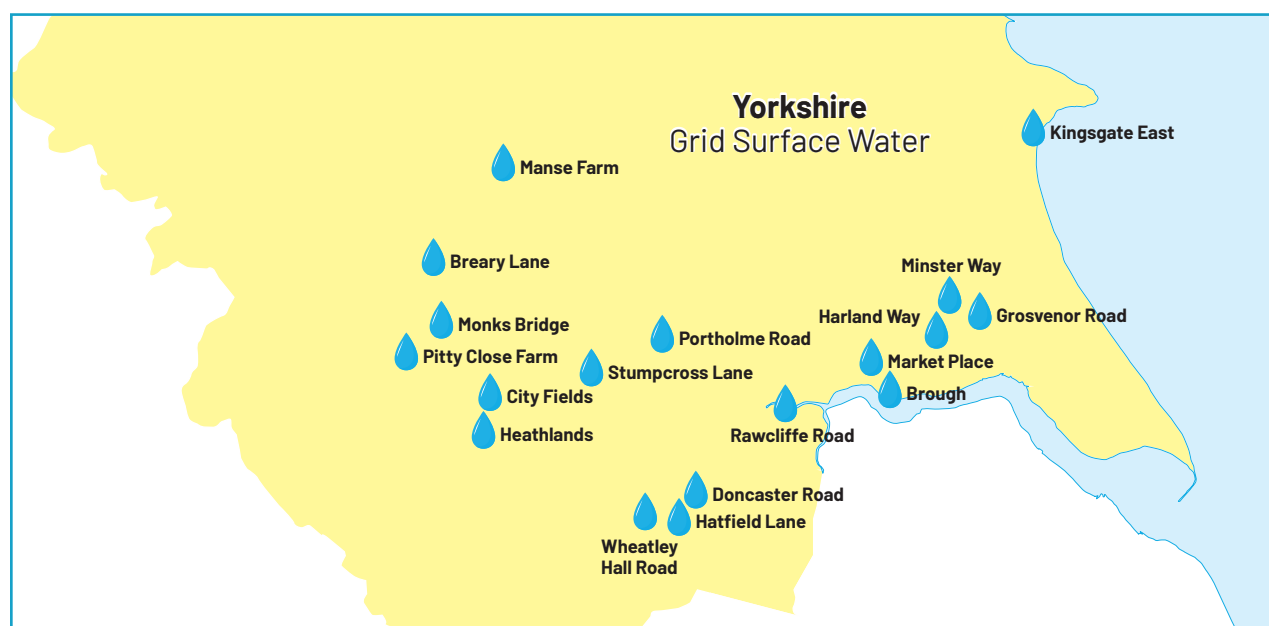 Yorkshire
Grid Surface Water
Kingsgate East
Manse Farm
Breary Lane
Minster Way
Monks Bridge
Harland Way
Grosvenor Road
Portholme Road
Pitty Close Farm
Market Place
Stumpcross Lane
City Fields
Brough
Heathlands
Rawcliffe Road
Doncaster Road
Hatfield Lane
Wheatley
Hall Road